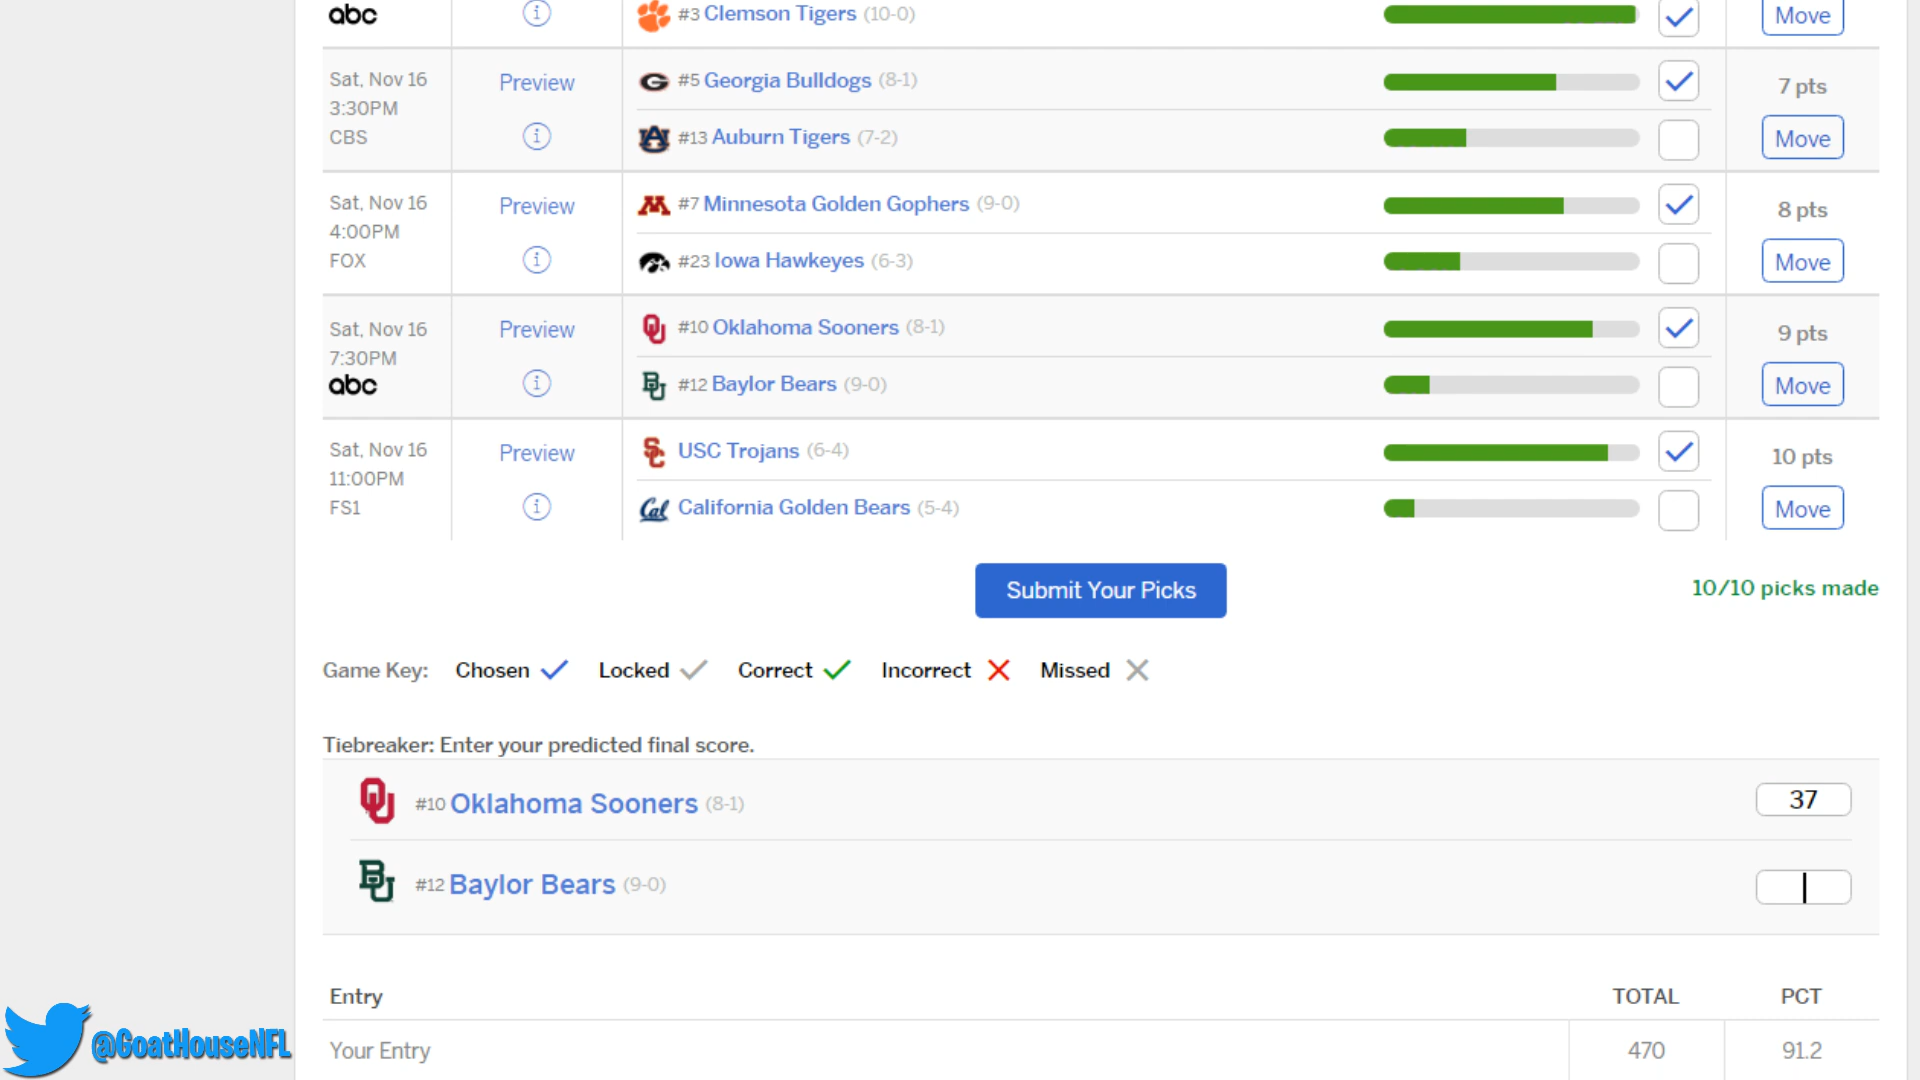 abc #3 Clemson Tigers (10-0) Move
Sat, Nov 16 Preview #5 Georgia Bulldogs (8-1) 7 pts
3:30PM
CBS #13 Auburn Tigers (7-2) Move
Sat, Nov 16 Preview #7 Minnesota Golden Gophers (9-0) 8 pts
4:00PM
FOX #23 Iowa Hawkeyes (6-3) Move
Sat, Nov 16 Preview #10 Oklahoma Sooners (8-1) 9 pts
7:30PM
abc #12 Baylor Bears (9-0) Move
Sat, Nov 16 Preview USC Trojans (6-4) 10 pts
11:00PM
FS1 California Golden Bears (5-4) Move
Submit Your Picks 10/10 picks made
Game Key: Chosen Locked Correct Incorrect Missed
Tiebreaker: Enter your predicted final score.
#10 Oklahoma Sooners (8-1) 37
#12 Baylor Bears (9-0)
Entry TOTAL PCT
Your Entry 470 91.2
@GoatHouseNFL